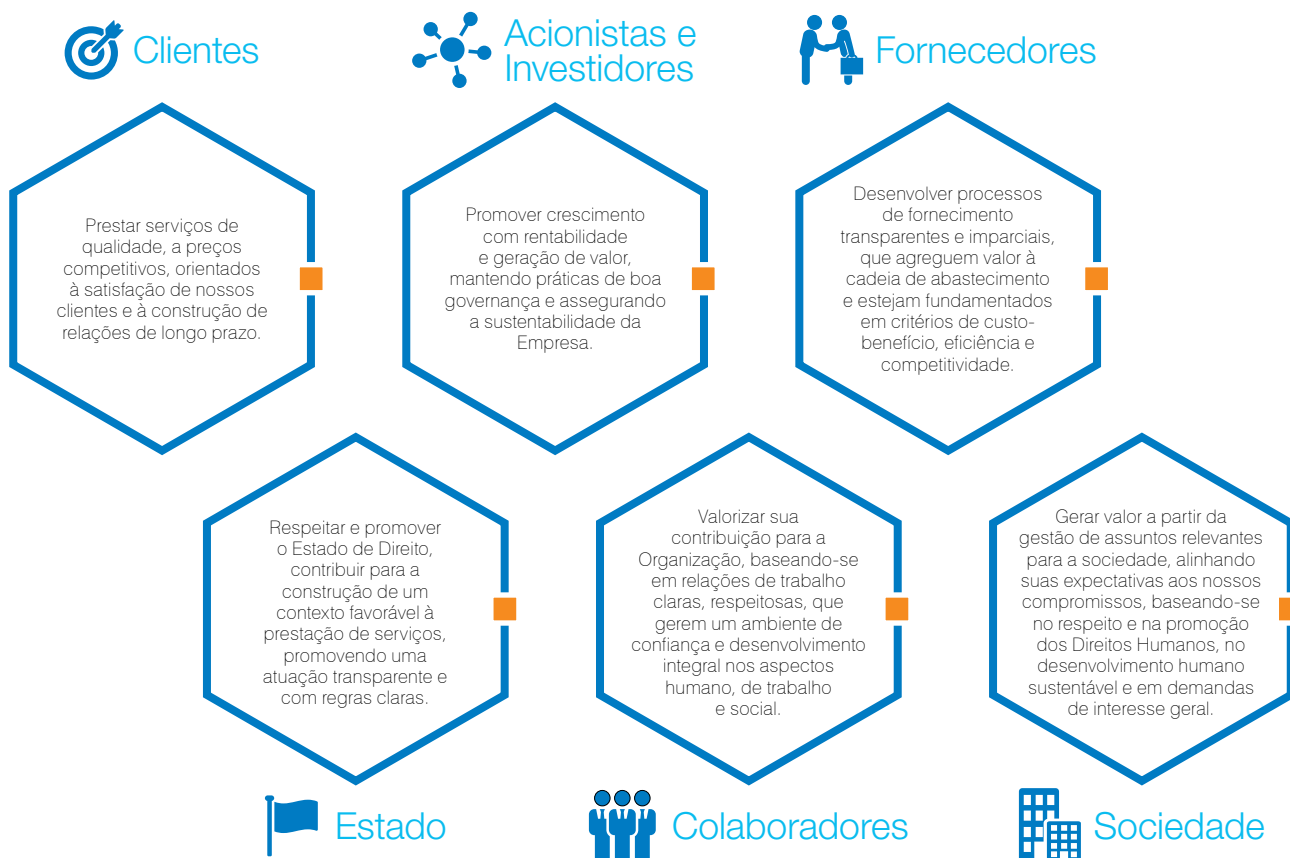 Clientes
Prestar serviços de
qualidade, a preços
competitivos, orientados
à satisfação de nossos
clientes e à construção de
relações de longo prazo.
Acionistas e
Investidores
Promover crescimento
com rentabilidade
e geração de valor,
mantendo práticas de boa
governança e assegurando
a sustentabilidade da
Empresa.
Fornecedores
Desenvolver processos
de fornecimento
transparentes e imparciais,
que agreguem valor à
cadeia de abastecimento
e estejam fundamentados
em critérios de custo-
benefício, eficiência e
competitividade.
Respeitar e promover
o Estado de Direito,
contribuir para a
construção de um
contexto favorável à
prestação de serviços,
promovendo uma
atuação transparente e
com regras claras.
Estado
Valorizar sua
contribuição para a
Organização, baseando-se
em relações de trabalho
claras, respeitosas, que
gerem um ambiente de
confiança e desenvolvimento
integral nos aspectos
humano, de trabalho
e social.
Colaboradores
Gerar valor a partir da
gestão de assuntos relevantes
para a sociedade, alinhando
suas expectativas aos nossos
compromissos, baseando-se
no respeito e na promoção
dos Direitos Humanos, no
desenvolvimento humano
sustentável e em demandas
de interesse geral.
Sociedade